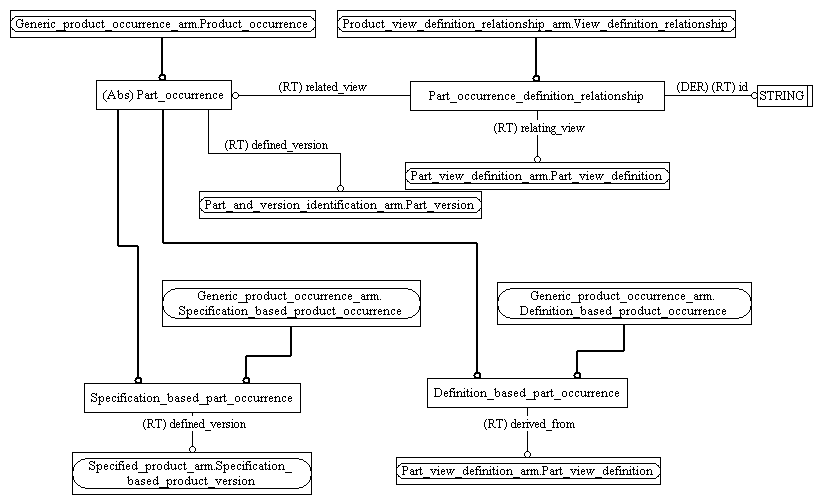 Generic_product_occurrence_arm.Product_occurrence
Product_view_definition_relationship_arm.View_definition_relationship
(Abs) Part_occurrence
(RT) related_view
Part_occurrence_definition_relationship
(DER) (RT) id
STRING
(RT) relating_view
(RT) defined_version
Part_view_definition_arm.Part_view_definition
Part_and_version_identification_arm.Part_version
Generic_product_occurrence_arm.
Specification_based_product_occurrence
Generic_product_occurrence_arm.
Definition_based_product_occurrence
Specification_based_part_occurrence
Definition_based_part_occurrence
(RT) defined_version
(RT) derived_from
Specified_product_arm.Specification_
based_product_version
Part_view_definition_arm.Part_view_definition